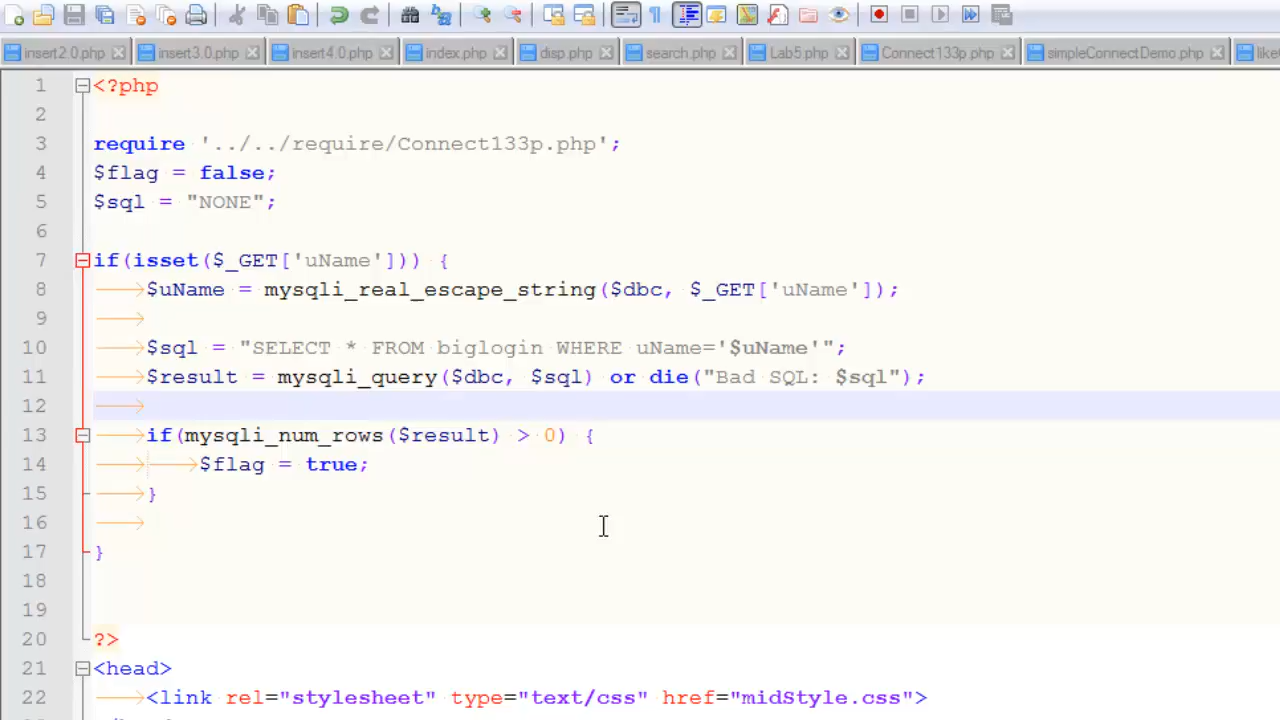 insert2.0.php insert3.0.php insert4.0.php index.php disp.php search.php Lab5.php Connect133p.php simpleConnectDemo.php
1 <?php
2
3 require '../../require/Connect133p.php';
4 $flag = false;
5 $sql = "NONE";
6
7 if(isset($_GET['uName'])) {
8 $uName = mysqli_real_escape_string($dbc, $_GET['uName']);
9
10 $sql = "SELECT * FROM biglogin WHERE uName='$uName'";
11 $result = mysqli_query($dbc, $sql) or die("Bad SQL: $sql");
12
13 if(mysqli_num_rows($result) > 0) {
14 $flag = true;
15 }
16
17 }
18
19
20 ?>
21 <head>
22 <link rel="stylesheet" type="text/css" href="midStyle.css">